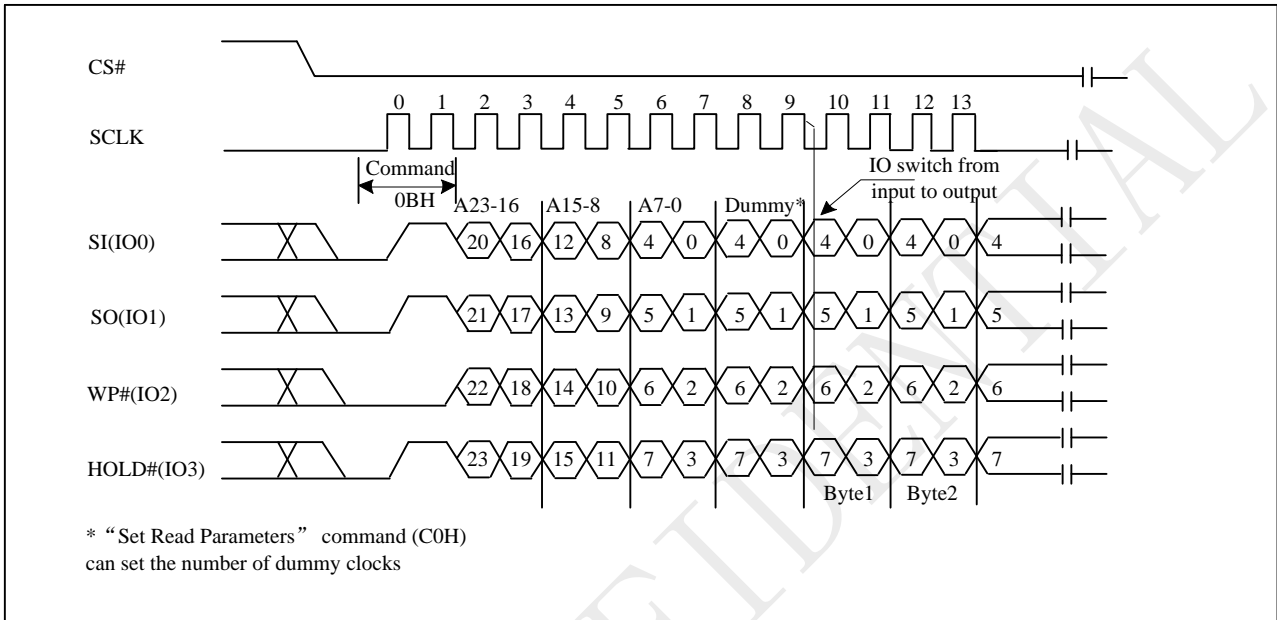 CS#
0 1 2 3 4 5 6 7 8 9 10 11 12 13
SCLK
Command
0BH
IO switch from
input to output
A23-16 A15-8 A7-0 Dummy*
SI(IO0) 20 16 12 8 4 0 4 0 4 0 4 0 4
SO(IO1) 21 17 13 9 5 1 5 1 5 1 5 1 5
WP#(IO2) 22 18 14 10 6 2 6 2 6 2 6 2 6
HOLD#(IO3) 23 19 15 11 7 3 7 3 7 3 7 3 7
Byte1 Byte2
* “Set Read Parameters” command (C0H)
can set the number of dummy clocks
FIDENTIAL